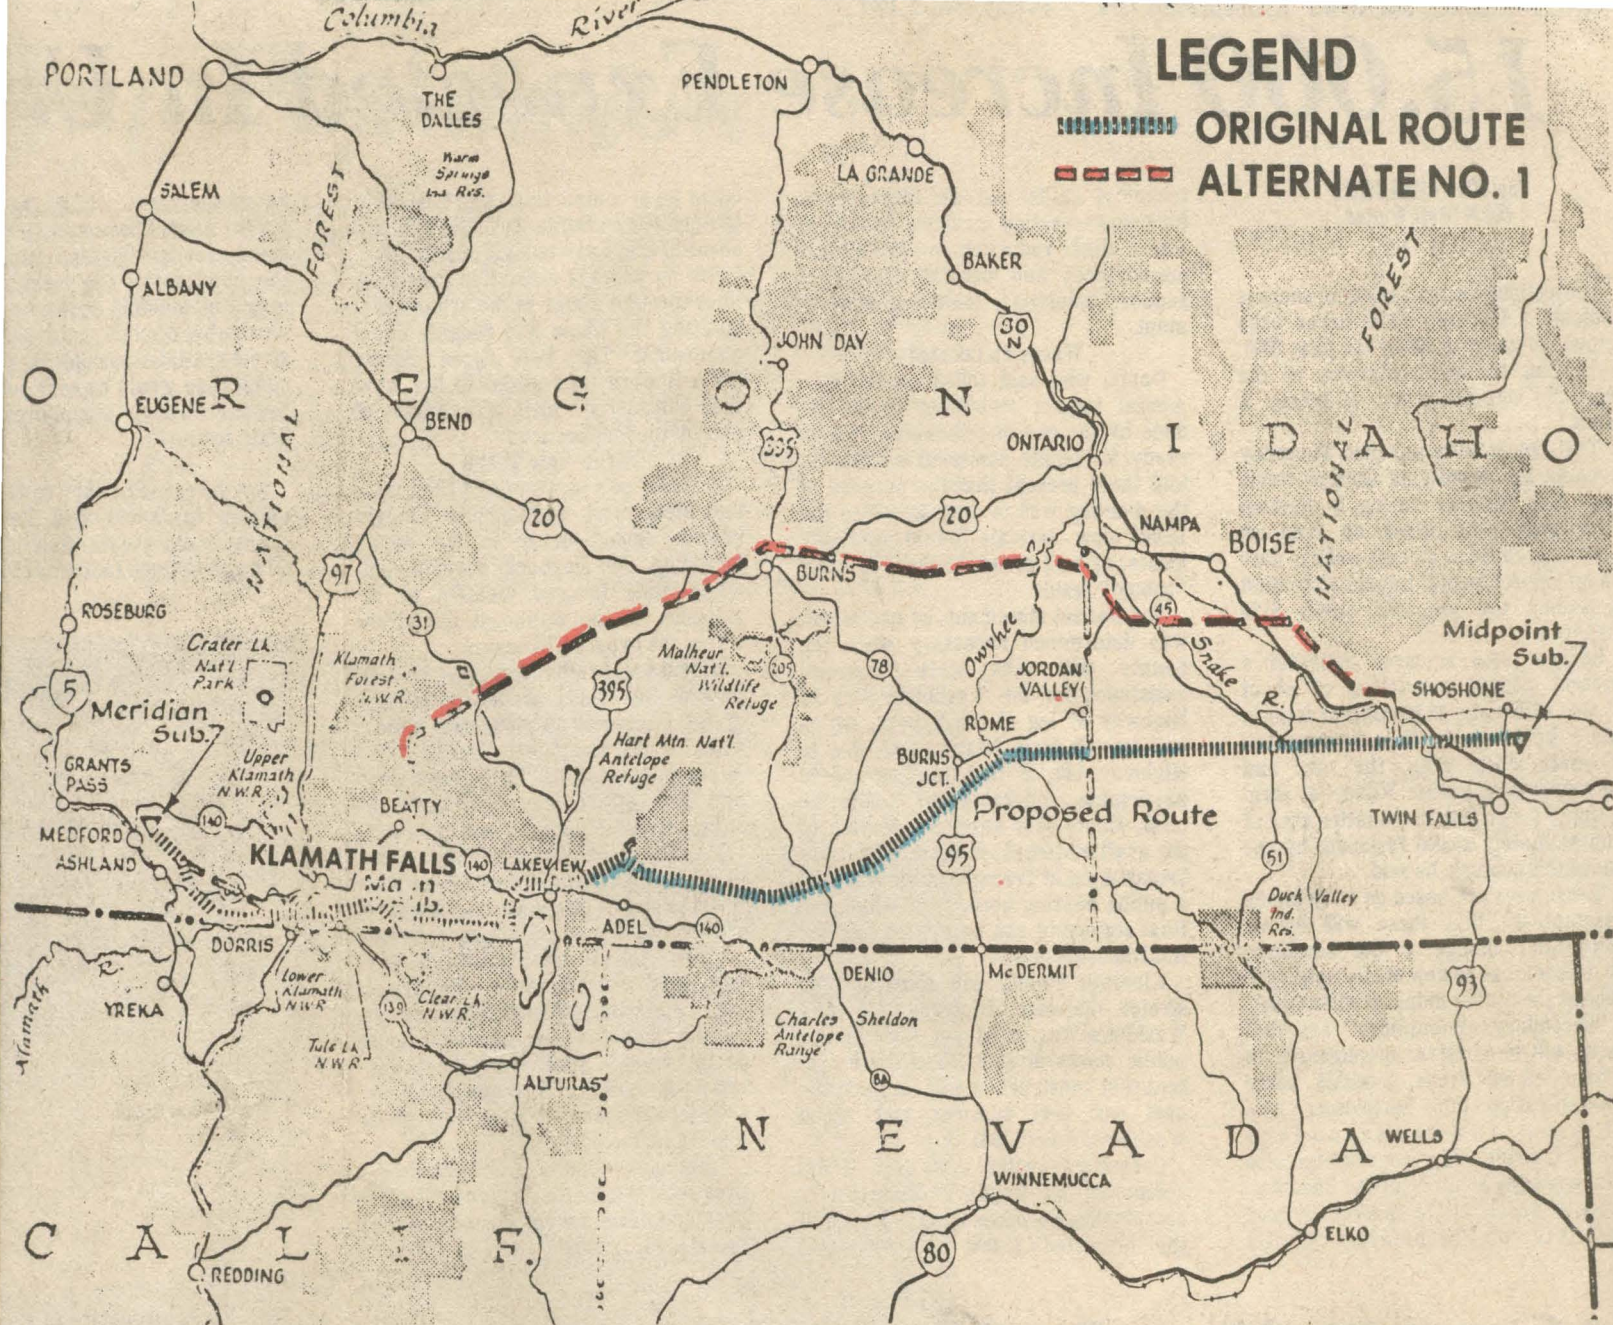 Columbia River
PORTLAND
THE
DALLES
PENDLETON
LEGEND
ORIGINAL ROUTE
ALTERNATE NO. 1
Warm
Springs
Ind. Res.
LA GRANDE
SALEM
FOREST
ALBANY
BAKER
FOREST
80
N
JOHN DAY
O R E G O N
EUGENE
BEND
395
ONTARIO
I D A H O
NATIONAL
NATIONAL
20
20
NAMPA
BOISE
97
BURNS
ROSEBURG
31
45
Snake
R.
Midpoint
Sub.
Crater Lk.
Nat'l.
Park
Klamath
Forest
N.W.R.
Malheur
Nat'l.
Wildlife
Refuge
205
78
Owyhee
JORDAN
VALLEY
SHOSHONE
5
Meridian
Sub.
395
ROME
Hart Mtn. Nat'l.
Antelope
Refuge
BURNS
JCT.
GRANTS
PASS
Upper
Klamath
N.W.R.
BEATTY
Proposed Route
TWIN FALLS
140
MEDFORD
ASHLAND
KLAMATH FALLS
140
LAKEVIEW
95
51
Duck Valley
Ind.
Res.
ADEL
140
DORRIS
DENIO
McDERMIT
Klamath
R.
YREKA
Lower
Klamath
N.W.R.
139
Clear Lk.
N.W.R.
93
Tule Lk.
N.W.R.
Charles Sheldon
Antelope
Range
ALTURAS
8A
N E V A D A
WELLS
WINNEMUCCA
C A L I F.
80
ELKO
REDDING